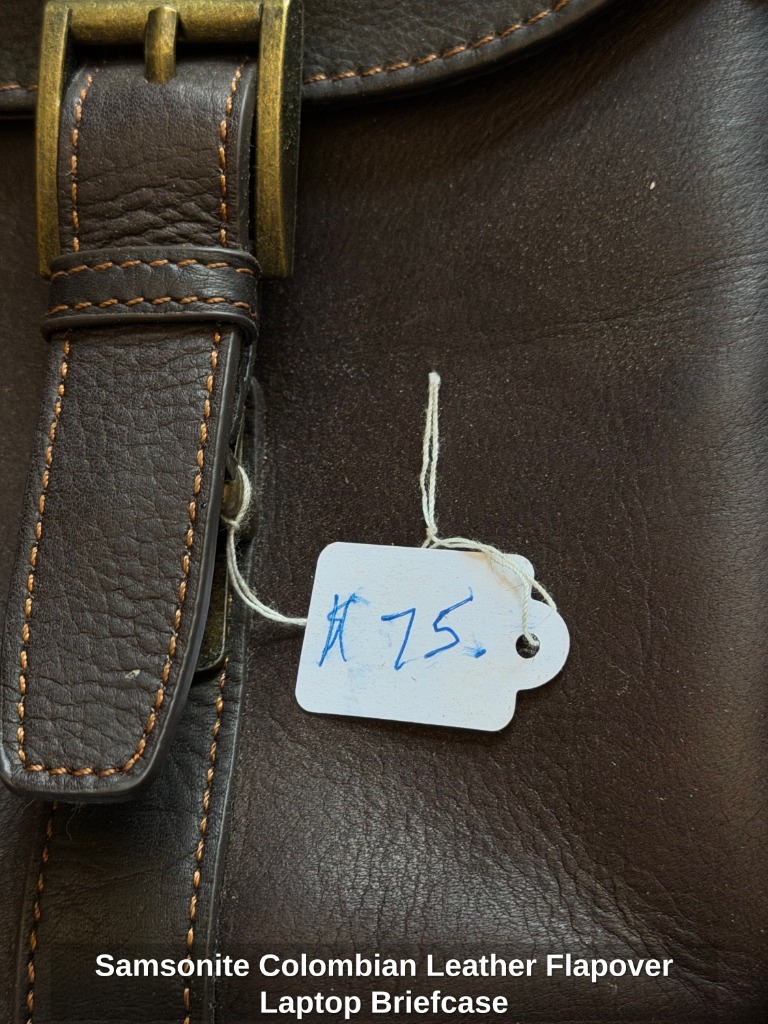 75.
Samsonite Colombian Leather Flapover
Laptop Briefcase